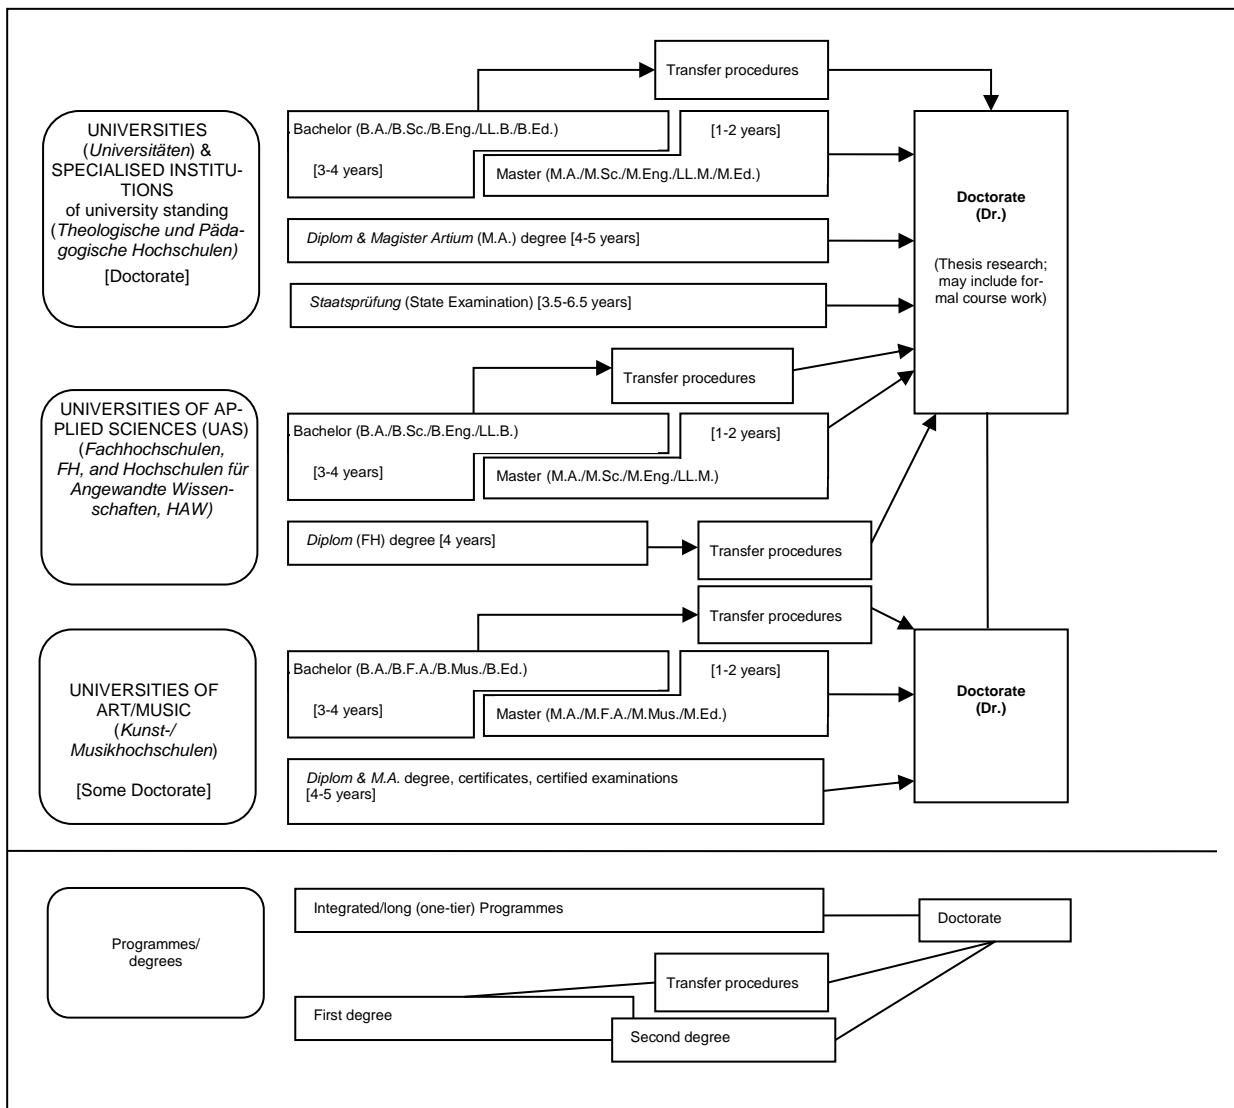 Transfer procedures
UNIVERSITIES
(Universitäten) &
SPECIALISED INSTITU-
TIONS
of university standing
(Theologische und Päda-
gogische Hochschulen)
[Doctorate]
Bachelor (B.A./B.Sc./B.Eng./LL.B./B.Ed.)
[3-4 years]
[1-2 years]
Master (M.A./M.Sc./M.Eng./LL.M./M.Ed.)
Diplom & Magister Artium (M.A.) degree [4-5 years]
Staatsprüfung (State Examination) [3.5-6.5 years]
Doctorate
(Dr.)
(Thesis research;
may include for-
mal course work)
Transfer procedures
UNIVERSITIES OF AP-
PLIED SCIENCES (UAS)
(Fachhochschulen,
FH, and Hochschulen für
Angewandte Wissen-
schaften, HAW)
Bachelor (B.A./B.Sc./B.Eng./LL.B.)
[3-4 years]
[1-2 years]
Master (M.A./M.Sc./M.Eng./LL.M.)
Diplom (FH) degree [4 years]
Transfer procedures
Transfer procedures
UNIVERSITIES OF
ART/MUSIC
(Kunst-/
Musikhochschulen)
[Some Doctorate]
Bachelor (B.A./B.F.A./B.Mus./B.Ed.)
[3-4 years]
[1-2 years]
Master (M.A./M.F.A./M.Mus./M.Ed.)
Diplom & M.A. degree, certificates, certified examinations
[4-5 years]
Doctorate
(Dr.)
Programmes/
degrees
Integrated/long (one-tier) Programmes
Doctorate
Transfer procedures
First degree
Second degree